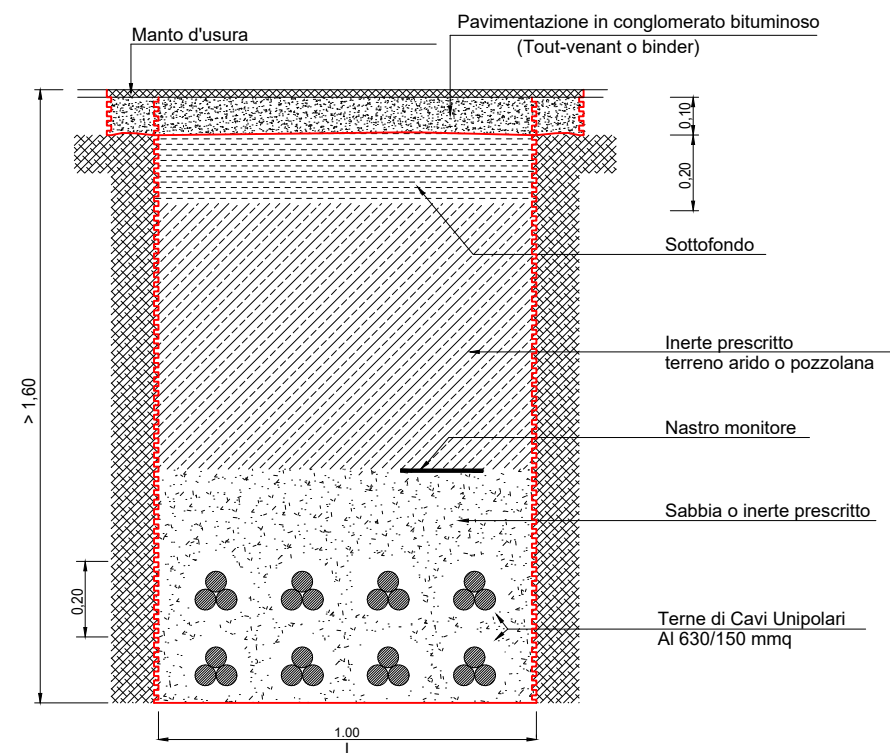 Manto d'usura
Pavimentazione in conglomerato bituminoso
(Tout-venant o binder)
0,10
0,20
Sottofondo
Inerte prescritto
terreno arido o pozzolana
> 1,60
Nastro monitore
Sabbia o inerte prescritto
0,20
Terne di Cavi Unipolari
Al 630/150 mmq
1.00
L